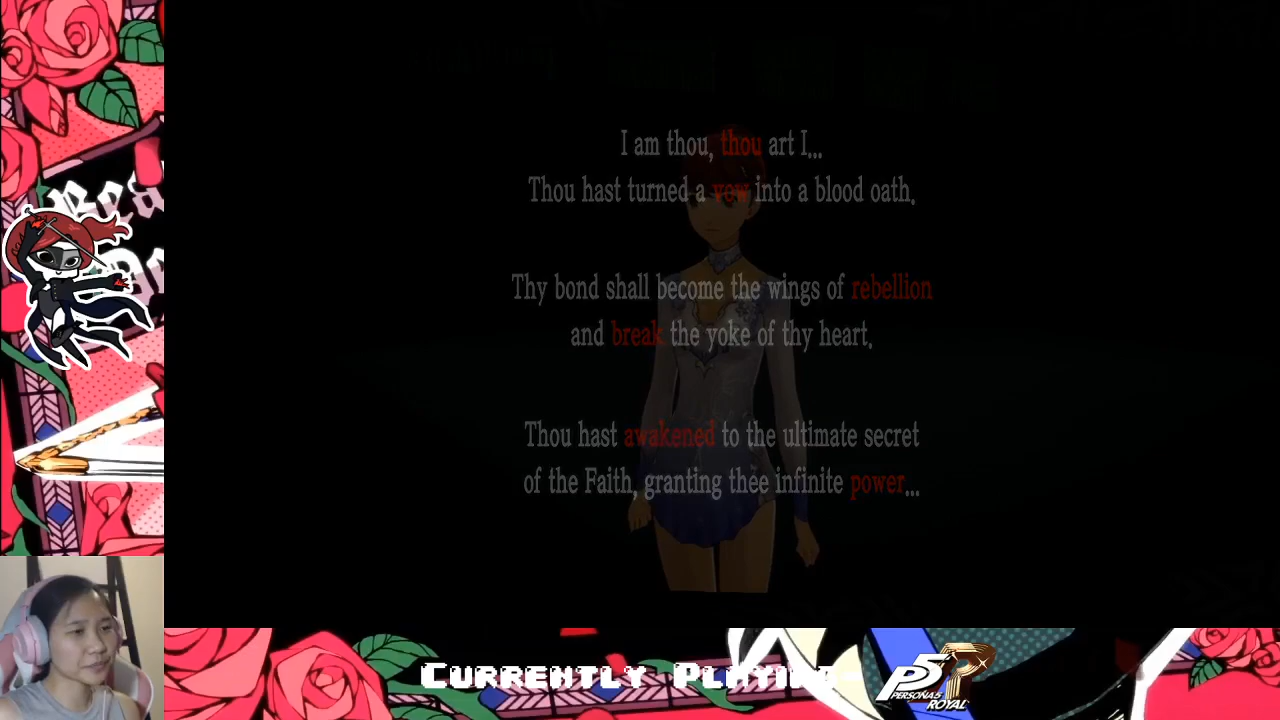 I am thou, thou art I...
Thou hast turned a vow into a blood oath.
Thy bond shall become the wings of rebellion
and break the yoke of thy heart.
Thou hast awakened to the ultimate secret
of the Faith, granting thee infinite power...
Currently Playing-
P5R
PERSONA5
ROYAL